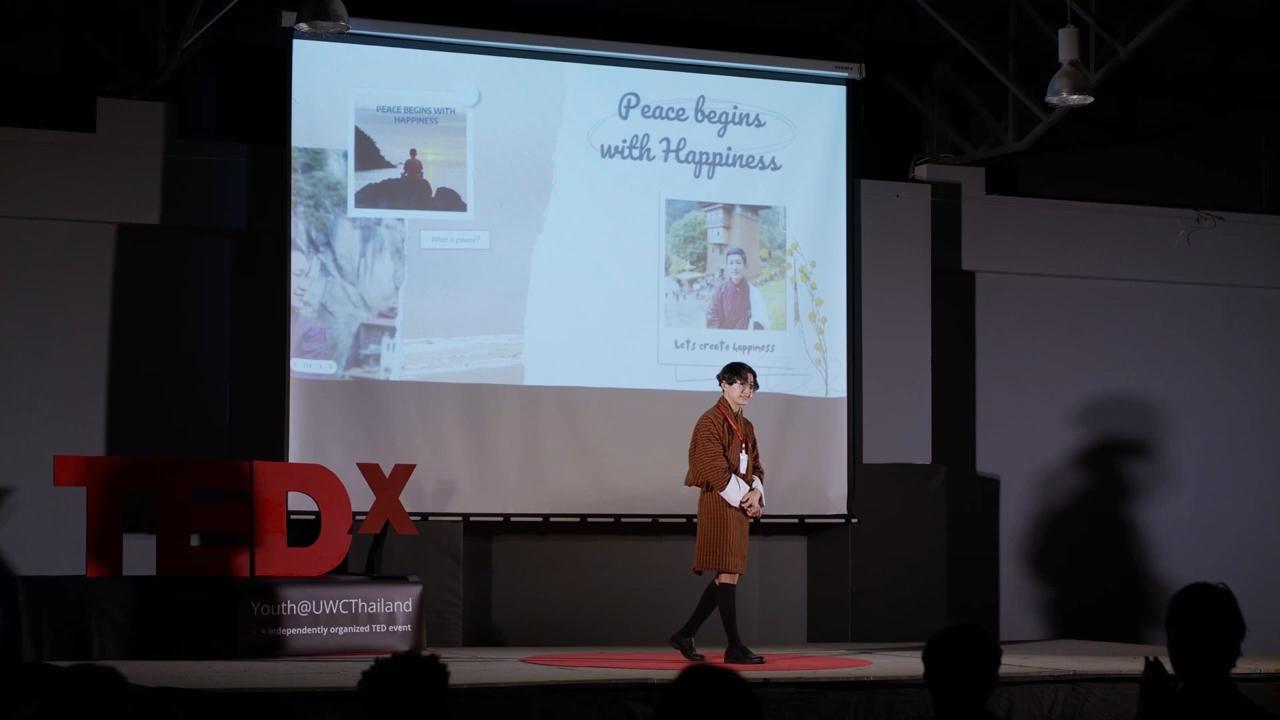 PEACE BEGINS WITH
HAPPINESS
What is peace?
Peace begins
with Happiness
Lets create happiness
TEDx
Youth@UWCThailand
x = independently organized TED event